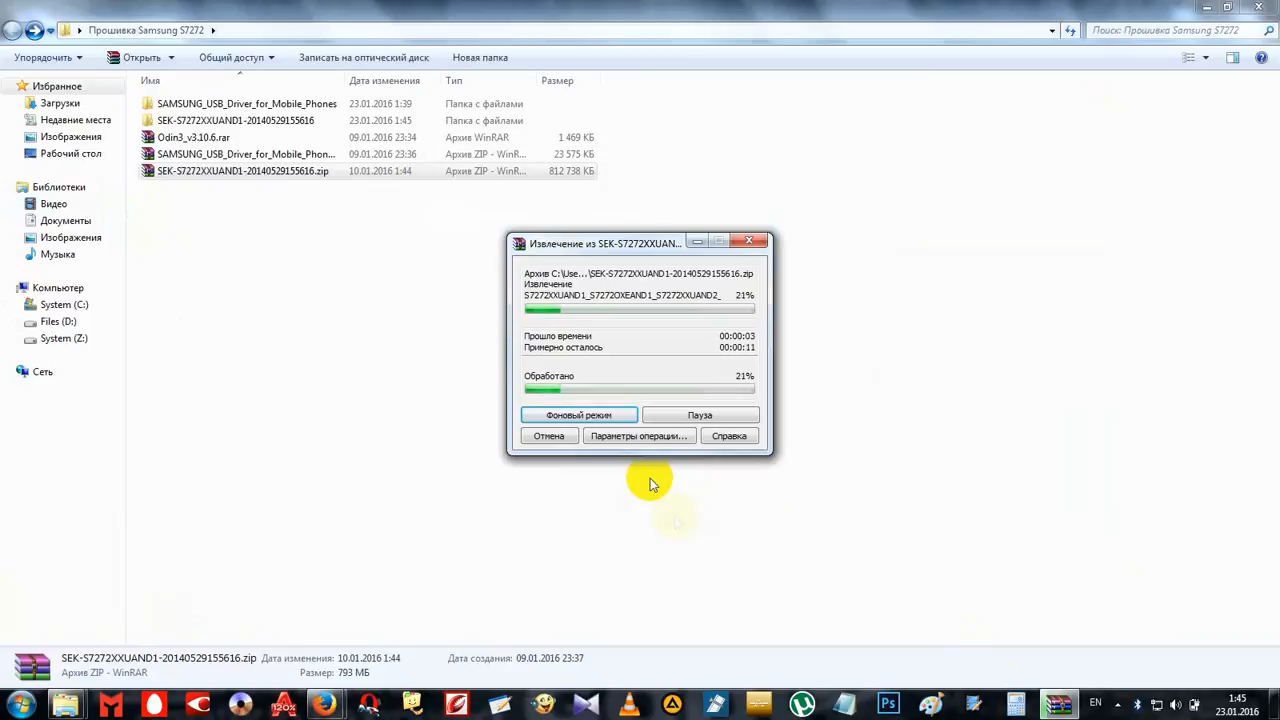 Прошивка Samsung S7272
Поиск: Прошивка Samsung S7272
Упорядочить
Открыть
Общий доступ
Записать на оптический диск
Новая папка
Избранное
Загрузки
Недавние места
Изображения
Рабочий стол
Библиотеки
Видео
Документы
Изображения
Музыка
Компьютер
System (C:)
Files (D:)
System (Z:)
Сеть
Имя Дата изменения Тип Размер
SAMSUNG_USB_Driver_for_Mobile_Phones 23.01.2016 1:39 Папка с файлами
SEK-S7272XXUAND1-20140529155616 23.01.2016 1:45 Папка с файлами
Odin3_v3.10.6.rar 09.01.2016 23:34 Архив WinRAR 1 469 КБ
SAMSUNG_USB_Driver_for_Mobile_Phon... 09.01.2016 23:36 Архив ZIP - WinR... 23 575 КБ
SEK-S7272XXUAND1-20140529155616.zip 10.01.2016 1:44 Архив ZIP - WinR... 812 738 КБ
Извлечение из SEK-S7272XXUAN...
Архив C:\Use...\SEK-S7272XXUAND1-20140529155616.zip
Извлечение
S7272XXUAND1_S7272OXEAND1_S7272XXUAND2_ 21%
Прошло времени 00:00:03
Примерно осталось 00:00:11
Обработано 21%
Фоновый режим Пауза
Отмена Параметры операции... Справка
SEK-S7272XXUAND1-20140529155616.zip Дата изменения: 10.01.2016 1:44 Дата создания: 09.01.2016 23:37
Архив ZIP - WinRAR Размер: 793 МБ
120%
Ps
EN
1:45
23.01.2016